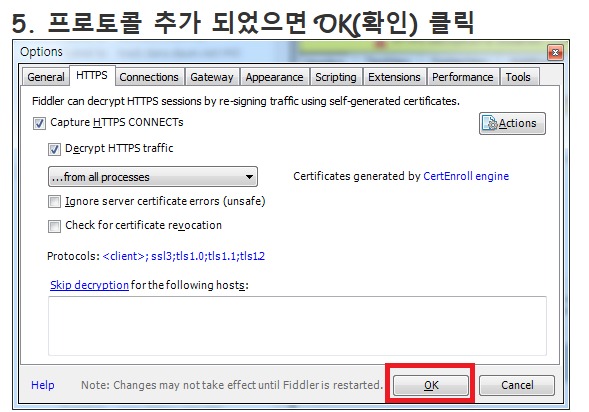 5. 프로토콜 추가 되었으면 OK(확인) 클릭
Options
General HTTPS Connections Gateway Appearance Scripting Extensions Performance Tools
Fiddler can decrypt HTTPS sessions by re-signing traffic using self-generated certificates.
Capture HTTPS CONNECTs
Actions
Decrypt HTTPS traffic
...from all processes
Certificates generated by CertEnroll engine
Ignore server certificate errors (unsafe)
Check for certificate revocation
Protocols: <client>; ssl3;tls1.0;tls1.1;tls1.2
Skip decryption for the following hosts:
Help
Note: Changes may not take effect until Fiddler is restarted.
OK
Cancel